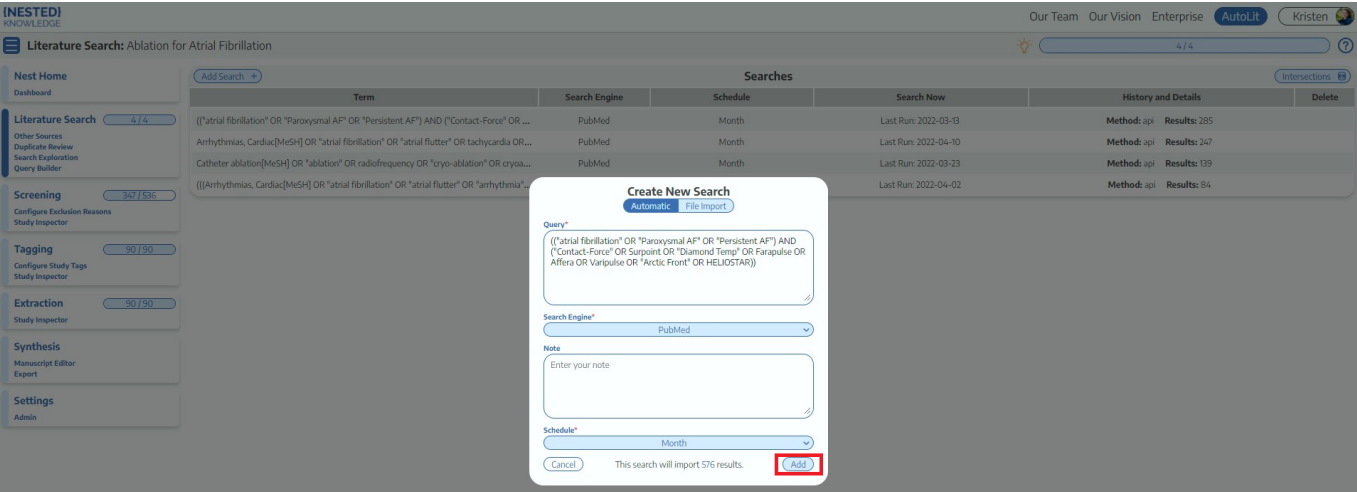 {NESTED}
KNOWLEDGE
Our Team Our Vision Enterprise AutoLit Kristen
Literature Search: Ablation for Atrial Fibrillation
4/4
?
Nest Home
Dashboard
Literature Search 4/4
Other Sources
Duplicate Review
Search Exploration
Query Builder
Screening 347/536
Configure Exclusion Reasons
Study Inspector
Tagging 90/90
Configure Study Tags
Study Inspector
Extraction 90/90
Study Inspector
Synthesis
Manuscript Editor
Export
Settings
Admin
Add Search +
Searches
Intersections
Term Search Engine Schedule Search Now History and Details Delete
(("atrial fibrillation" OR "Paroxysmal AF" OR "Persistent AF") AND ("Contact-Force" OR ... PubMed Month Last Run: 2022-03-13 Method: api Results: 285
Arrhythmias, Cardiac[MeSH] OR "atrial fibrillation" OR "atrial flutter" OR tachycardia OR... PubMed Month Last Run: 2022-04-10 Method: api Results: 247
Catheter ablation[MeSH] OR "ablation" OR radiofrequency OR "cryo-ablation" OR cryoa... PubMed Month Last Run: 2022-03-23 Method: api Results: 139
(((Arrhythmias, Cardiac[MeSH] OR "atrial fibrillation" OR "atrial flutter" OR "arrhythmia"... Last Run: 2022-04-02 Method: api Results: 84
Create New Search
Automatic File Import
Query*
(("atrial fibrillation" OR "Paroxysmal AF" OR "Persistent AF") AND
("Contact-Force" OR Surpoint OR "Diamond Temp" OR Farapulse OR
Affera OR Varipulse OR "Arctic Front" OR HELIOSTAR))
Search Engine*
PubMed
Note
Enter your note
Schedule*
Month
Cancel This search will import 576 results. Add